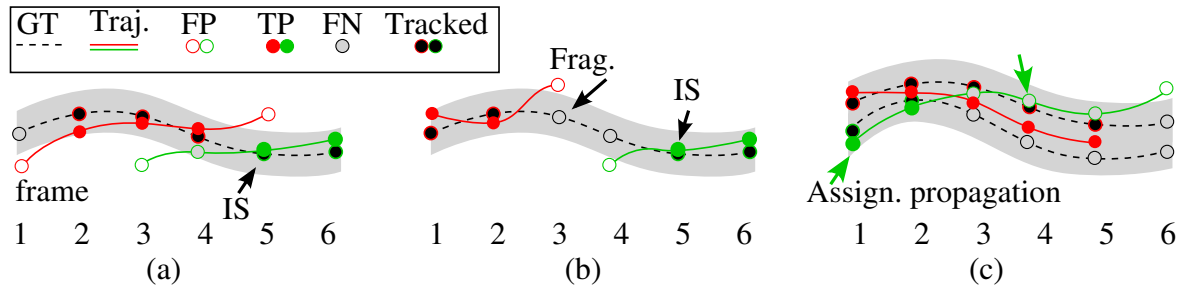 GT Traj. FP TP FN Tracked
Frag.
IS
frame
IS
Assign. propagation
1 2 3 4 5 6
1 2 3 4 5 6
1 2 3 4 5 6
(a) (b) (c)